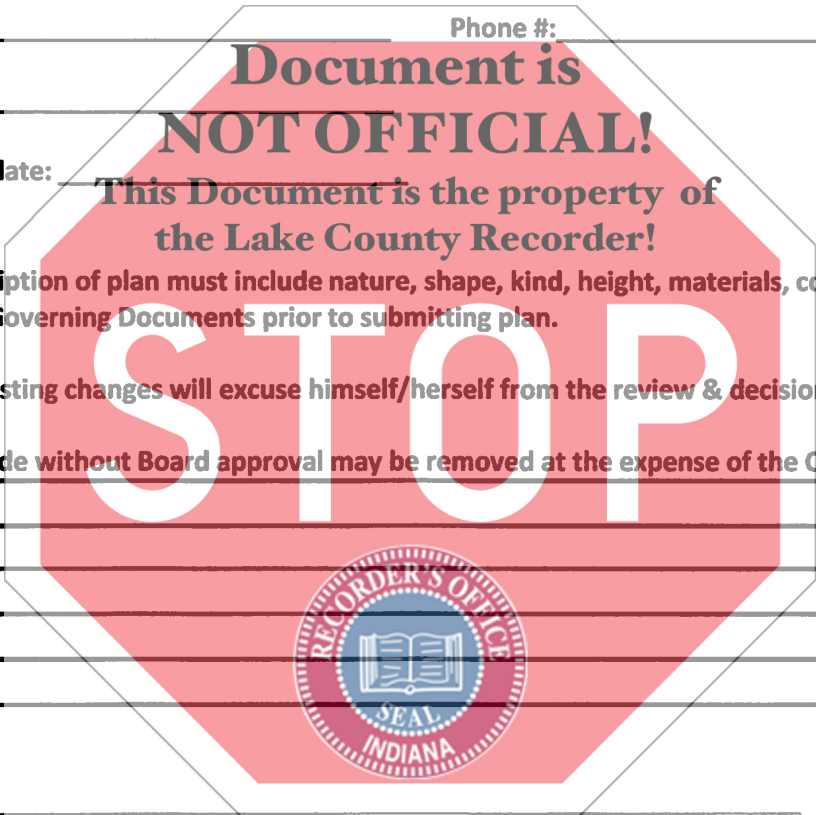 Phone #:
Document is
NOT OFFICIAL!
ate:
This Document is the property of
the Lake County Recorder!
iption of plan must include nature, shape, kind, height, materials, co
overning Documents prior to submitting plan.
sting changes will excuse himself/herself from the review & decisio
de without Board approval may be removed at the expense of the O
STOP
RECORDER'S OFFICE
SEAL
INDIANA